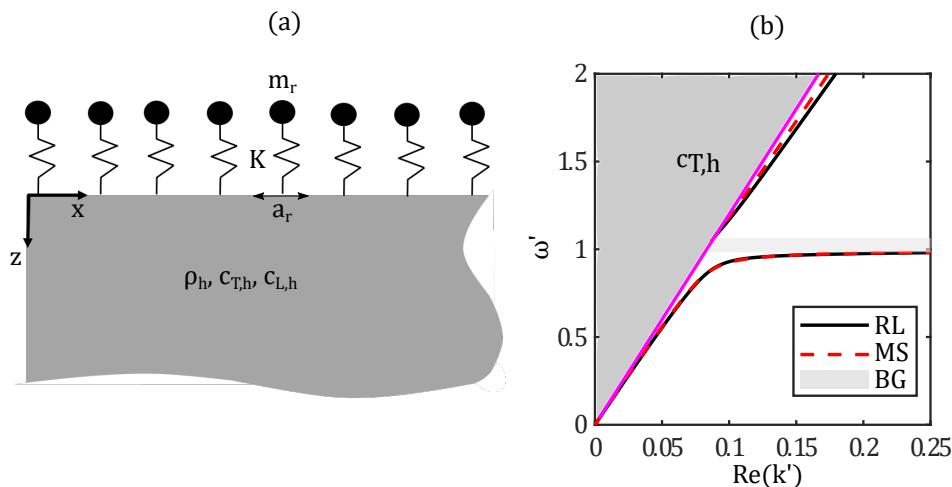 (a)
m_r
K
x
a_r
z
ρ_h, c_T,h, c_L,h
(b)
2
1.5
1
0.5
0
ω'
c_T,h
RL
MS
BG
0 0.05 0.1 0.15 0.2 0.25
Re(k')